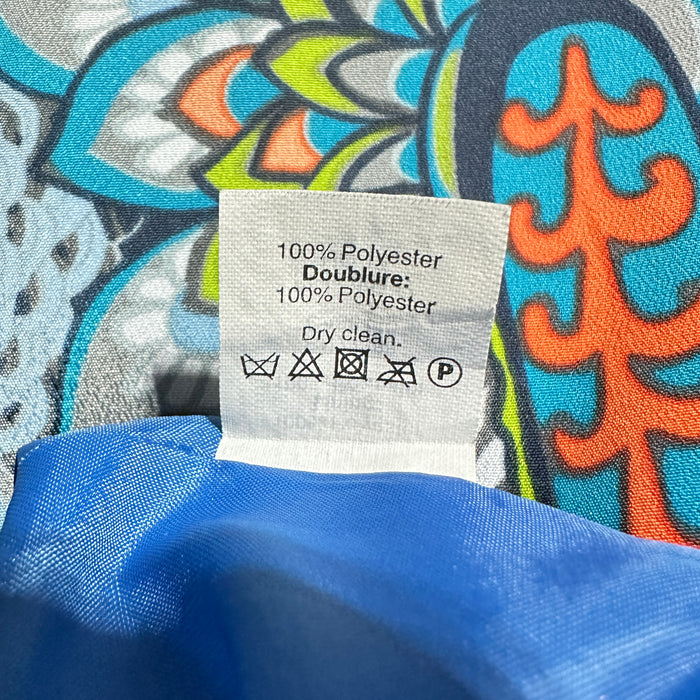 100% Polyester
Doublure:
100% Polyester
Dry clean.
P